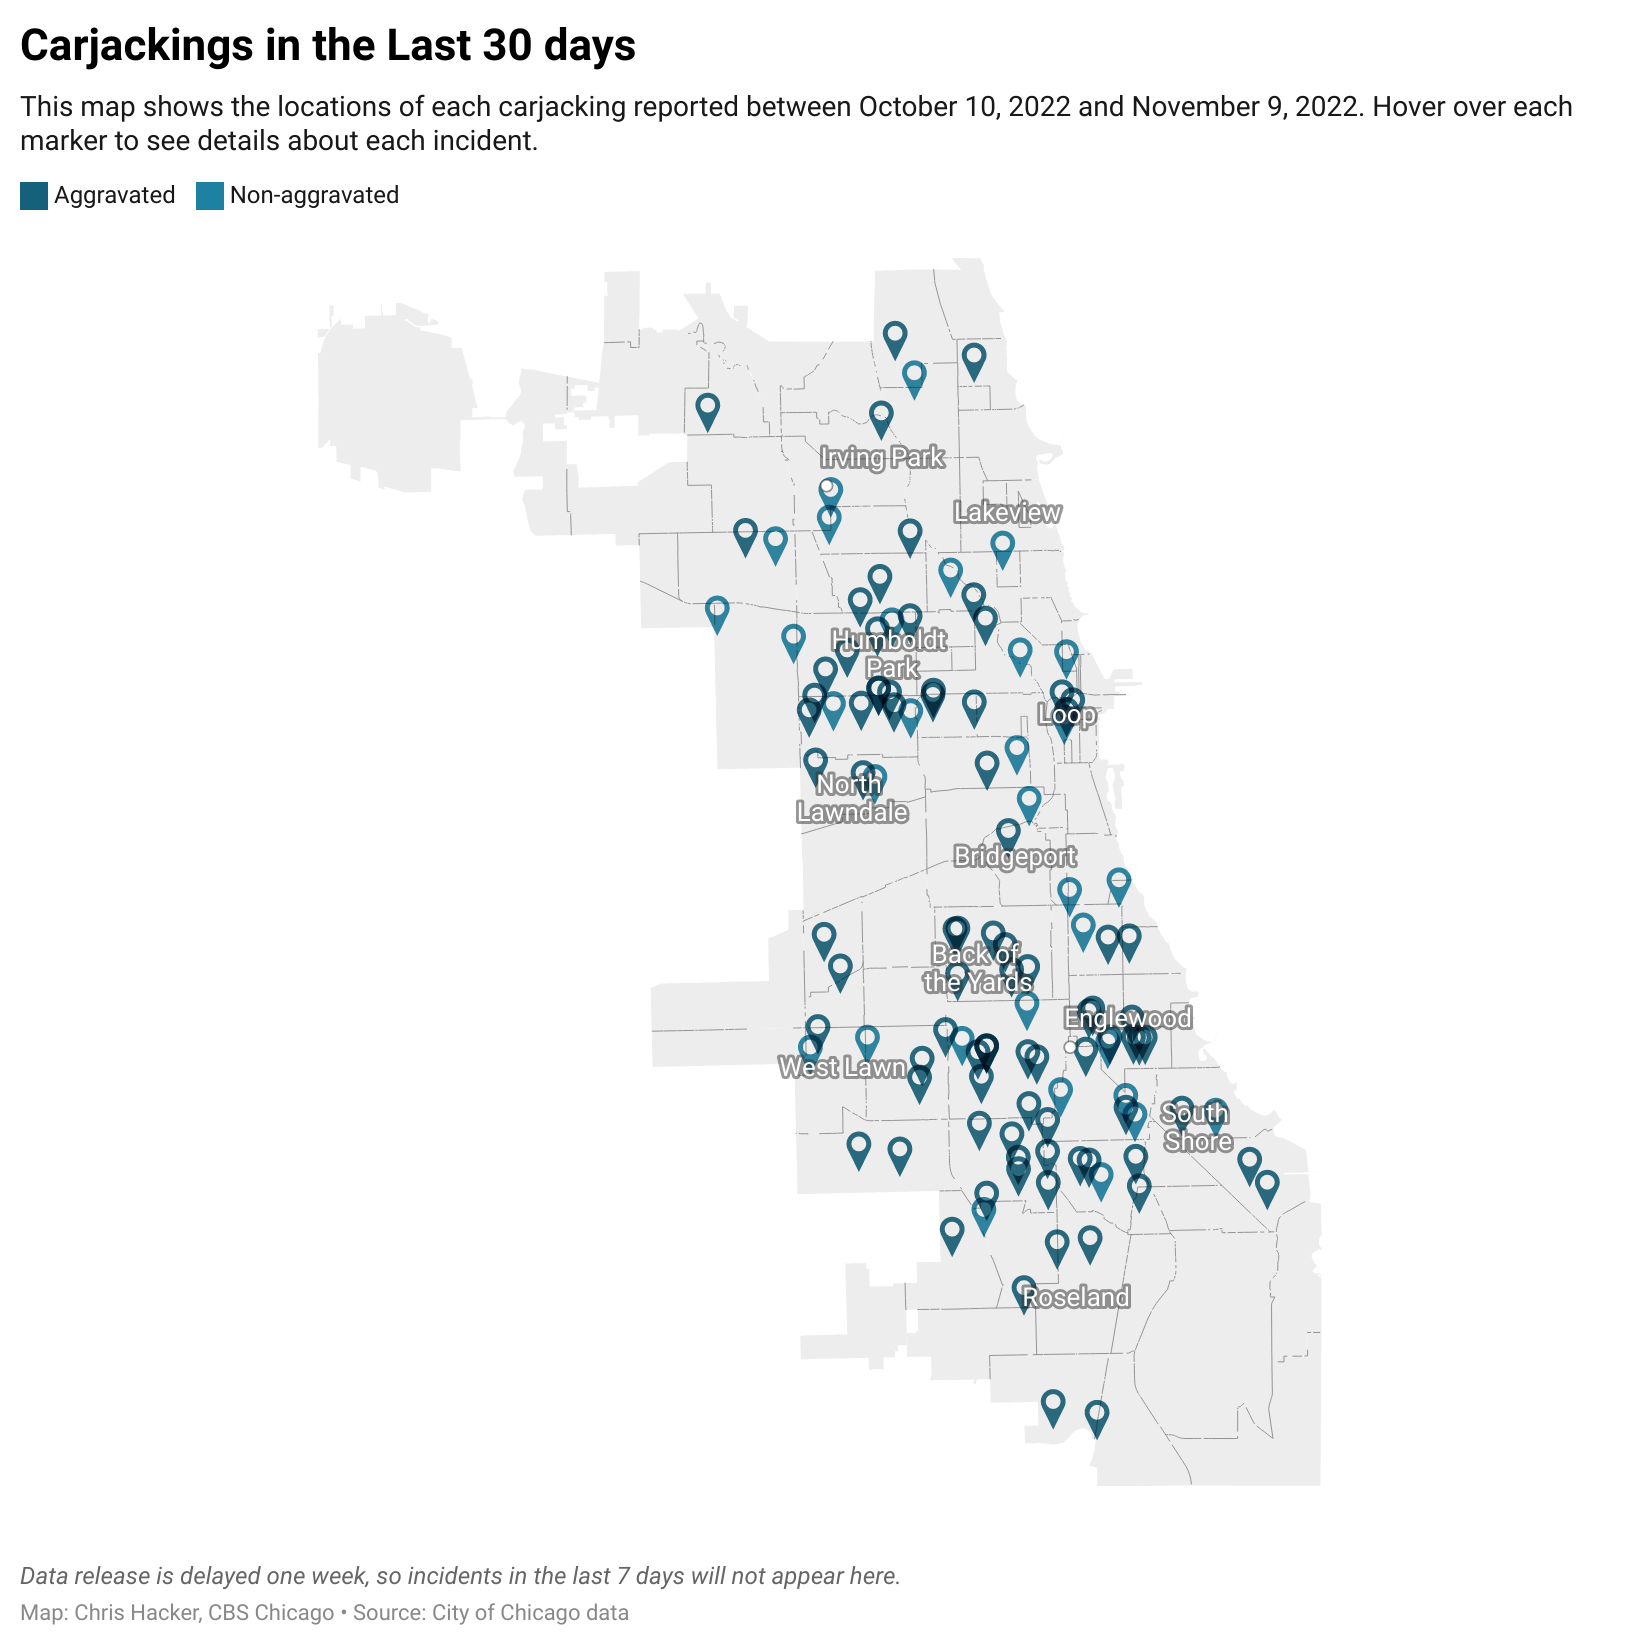 Carjackings in the Last 30 days
This map shows the locations of each carjacking reported between October 10, 2022 and November 9, 2022. Hover over each
marker to see details about each incident.
Aggravated Non-aggravated
Irving Park
Lakeview
Humboldt
Park
Loop
North
Lawndale
Bridgeport
Back of
the Yards
Englewood
West Lawn
South
Shore
Roseland
Data release is delayed one week, so incidents in the last 7 days will not appear here.
Map: Chris Hacker, CBS Chicago • Source: City of Chicago data